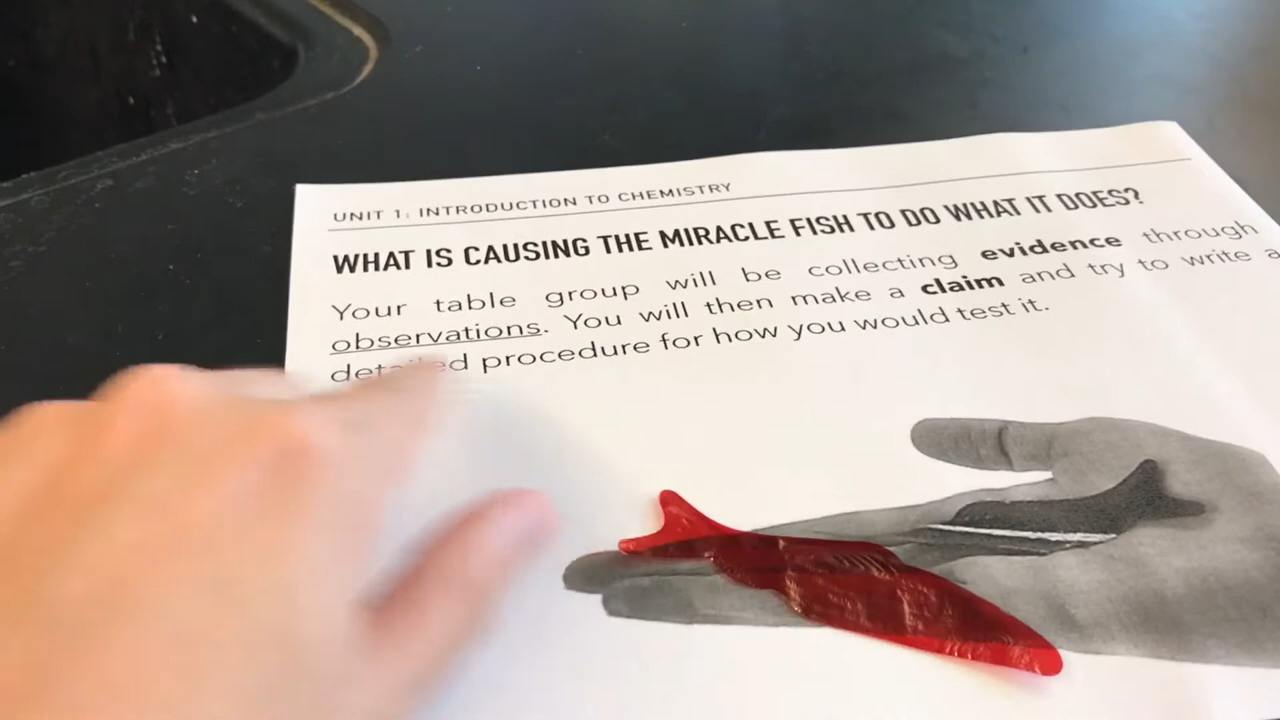 UNIT 1: INTRODUCTION TO CHEMISTRY
WHAT IS CAUSING THE MIRACLE FISH TO DO WHAT IT DOES?
Your table group will be collecting evidence through
observations. You will then make a claim and try to write a
detailed procedure for how you would test it.